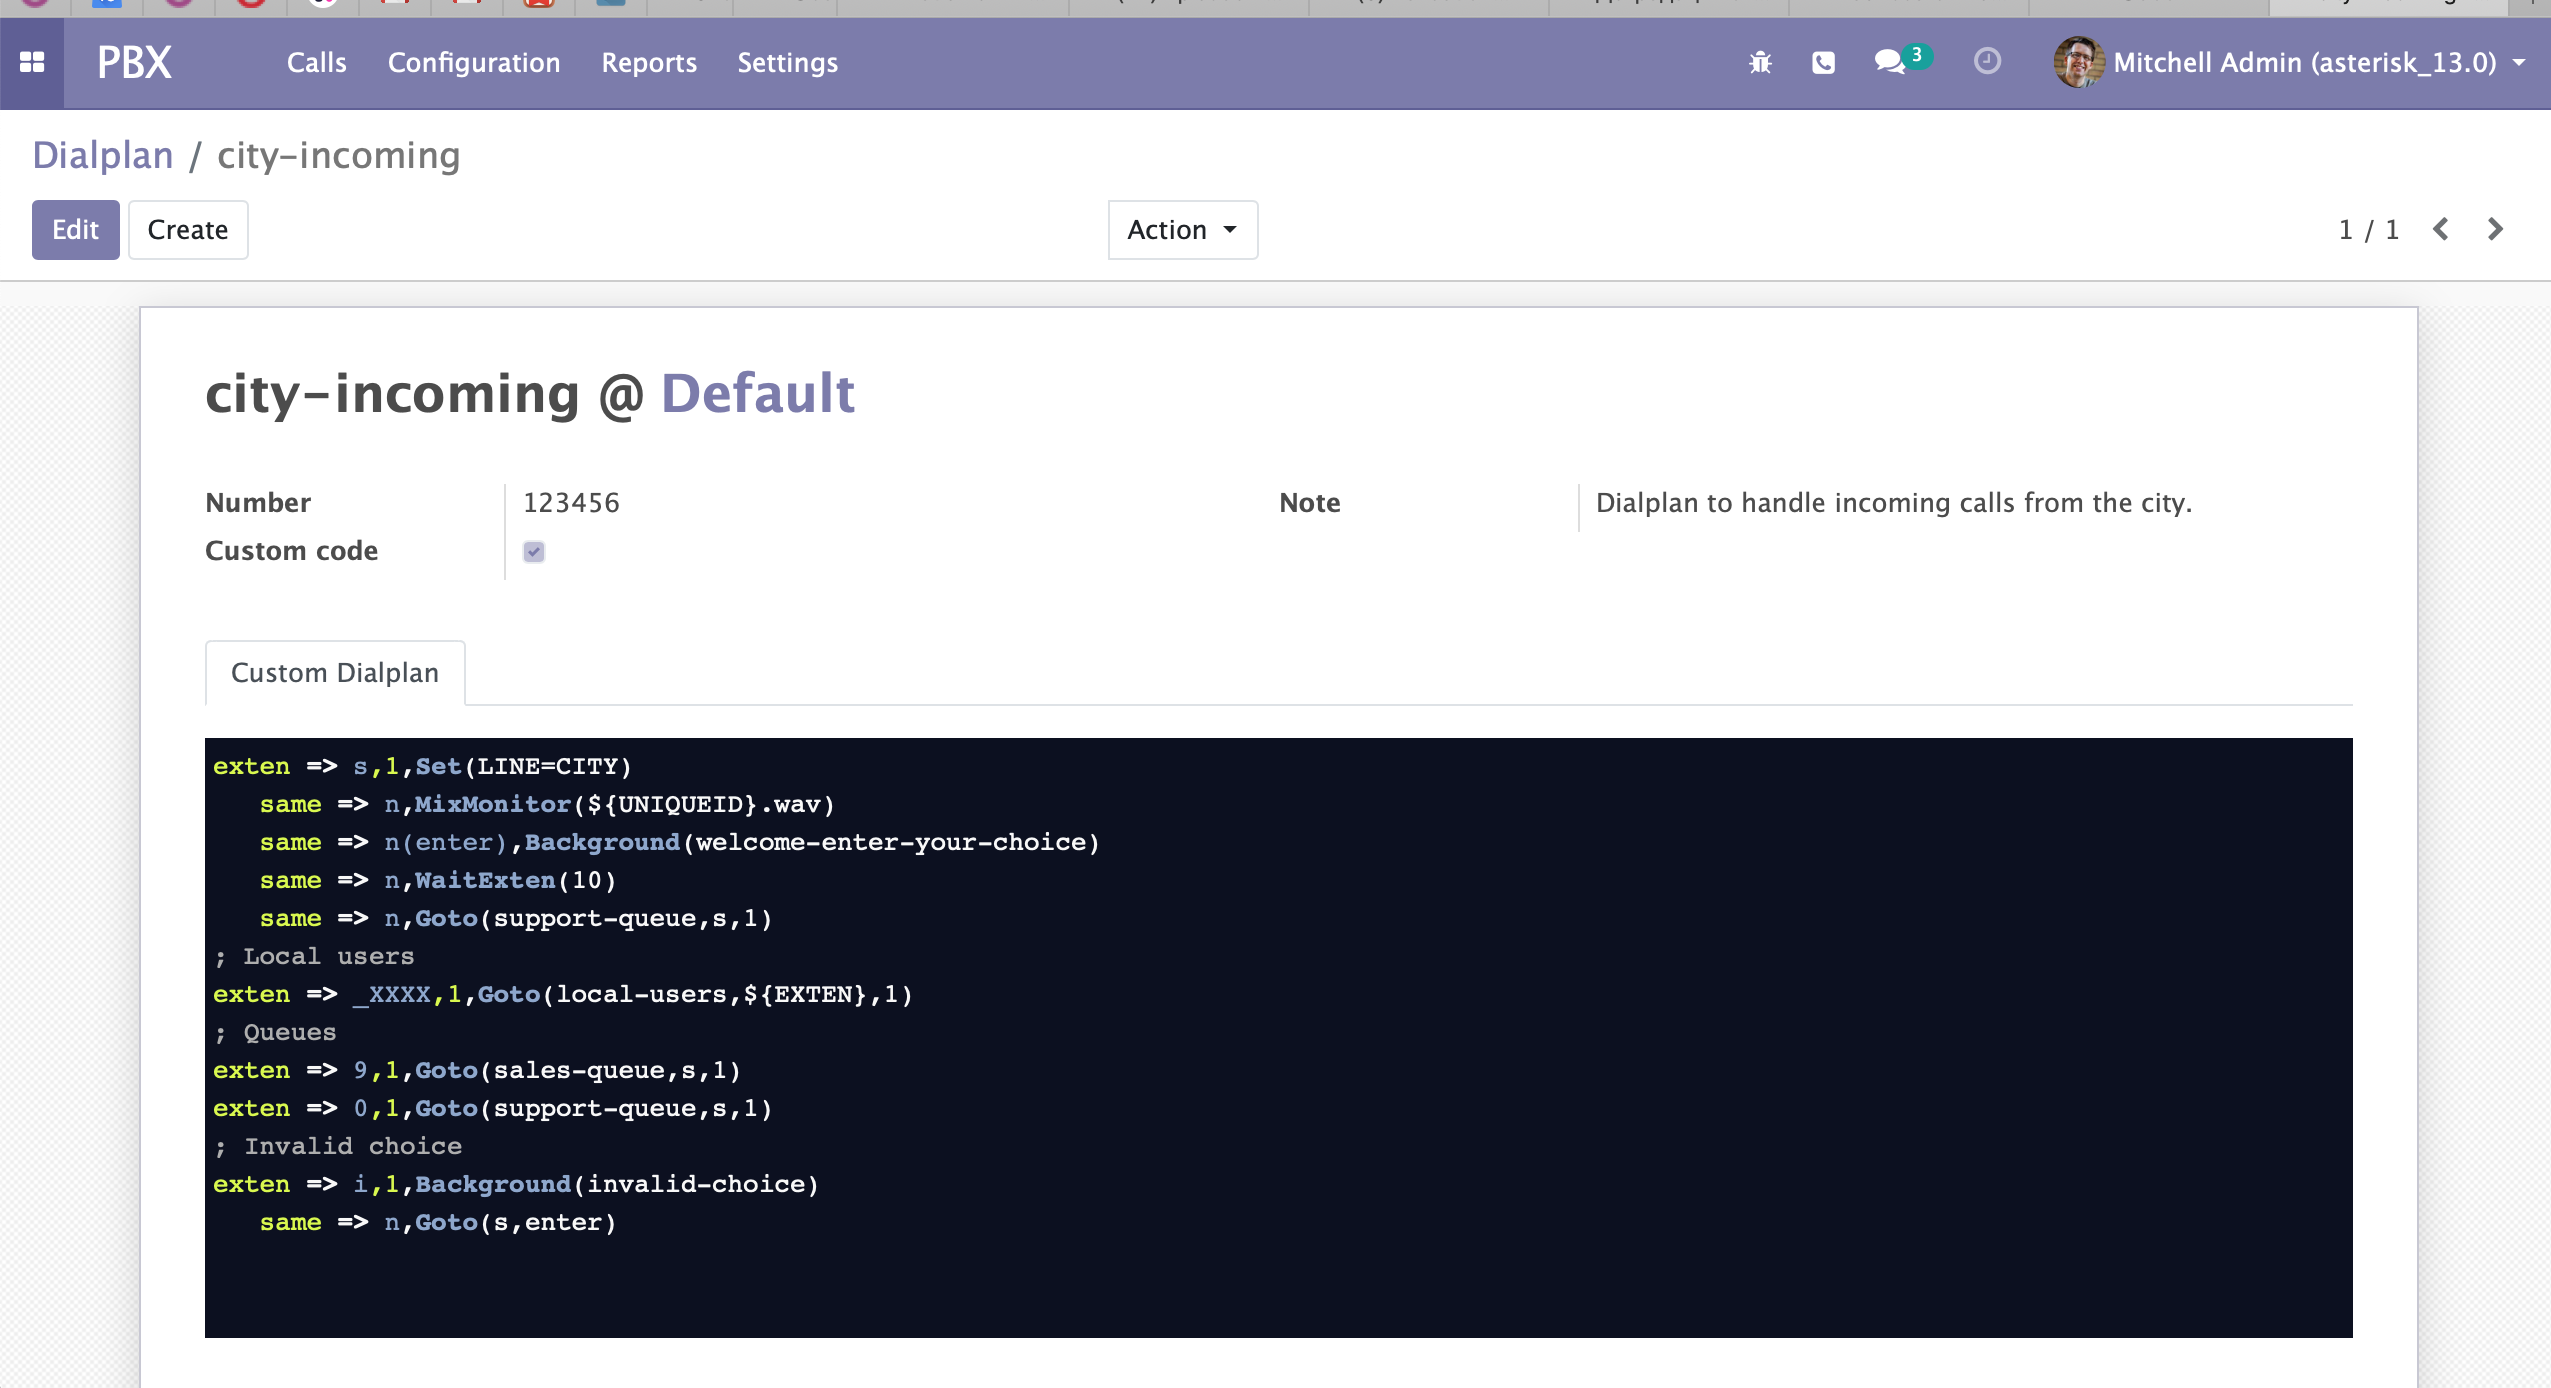 PBX Calls Configuration Reports Settings 3 Mitchell Admin (asterisk_13.0)
Dialplan / city-incoming
Edit Create Action 1 / 1
city-incoming @ Default
Number 123456 Note Dialplan to handle incoming calls from the city.
Custom code
Custom Dialplan
exten => s,1,Set(LINE=CITY)
   same => n,MixMonitor(${UNIQUEID}.wav)
   same => n(enter),Background(welcome-enter-your-choice)
   same => n,WaitExten(10)
   same => n,Goto(support-queue,s,1)
; Local users
exten => _XXXX,1,Goto(local-users,${EXTEN},1)
; Queues
exten => 9,1,Goto(sales-queue,s,1)
exten => 0,1,Goto(support-queue,s,1)
; Invalid choice
exten => i,1,Background(invalid-choice)
   same => n,Goto(s,enter)